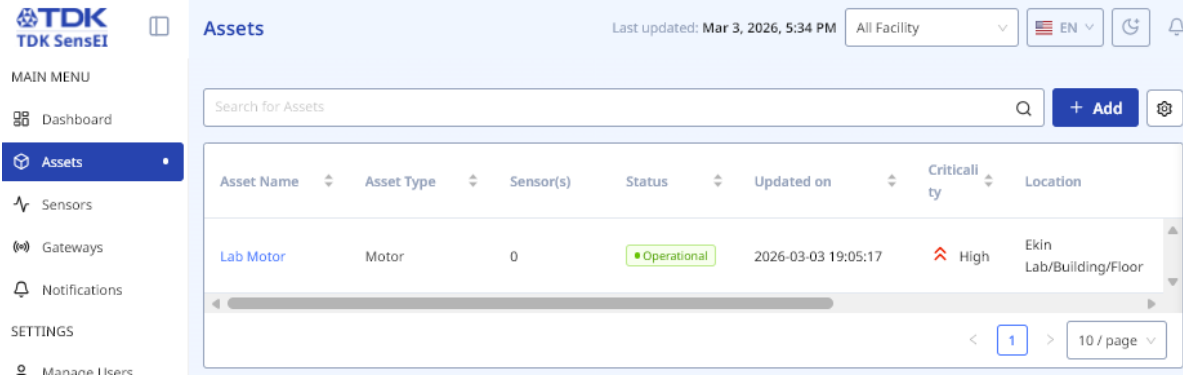 TDK
TDK SensEI
MAIN MENU
Dashboard
Assets
Sensors
Gateways
Notifications
SETTINGS
Manage Users
Assets
Last updated: Mar 3, 2026, 5:34 PM
All Facility
EN
Search for Assets
+ Add
Asset Name
Asset Type
Sensor(s)
Status
Updated on
Criticali
ty
Location
Lab Motor
Motor
0
Operational
2026-03-03 19:05:17
High
Ekin
Lab/Building/Floor
< 1 >
10 / page